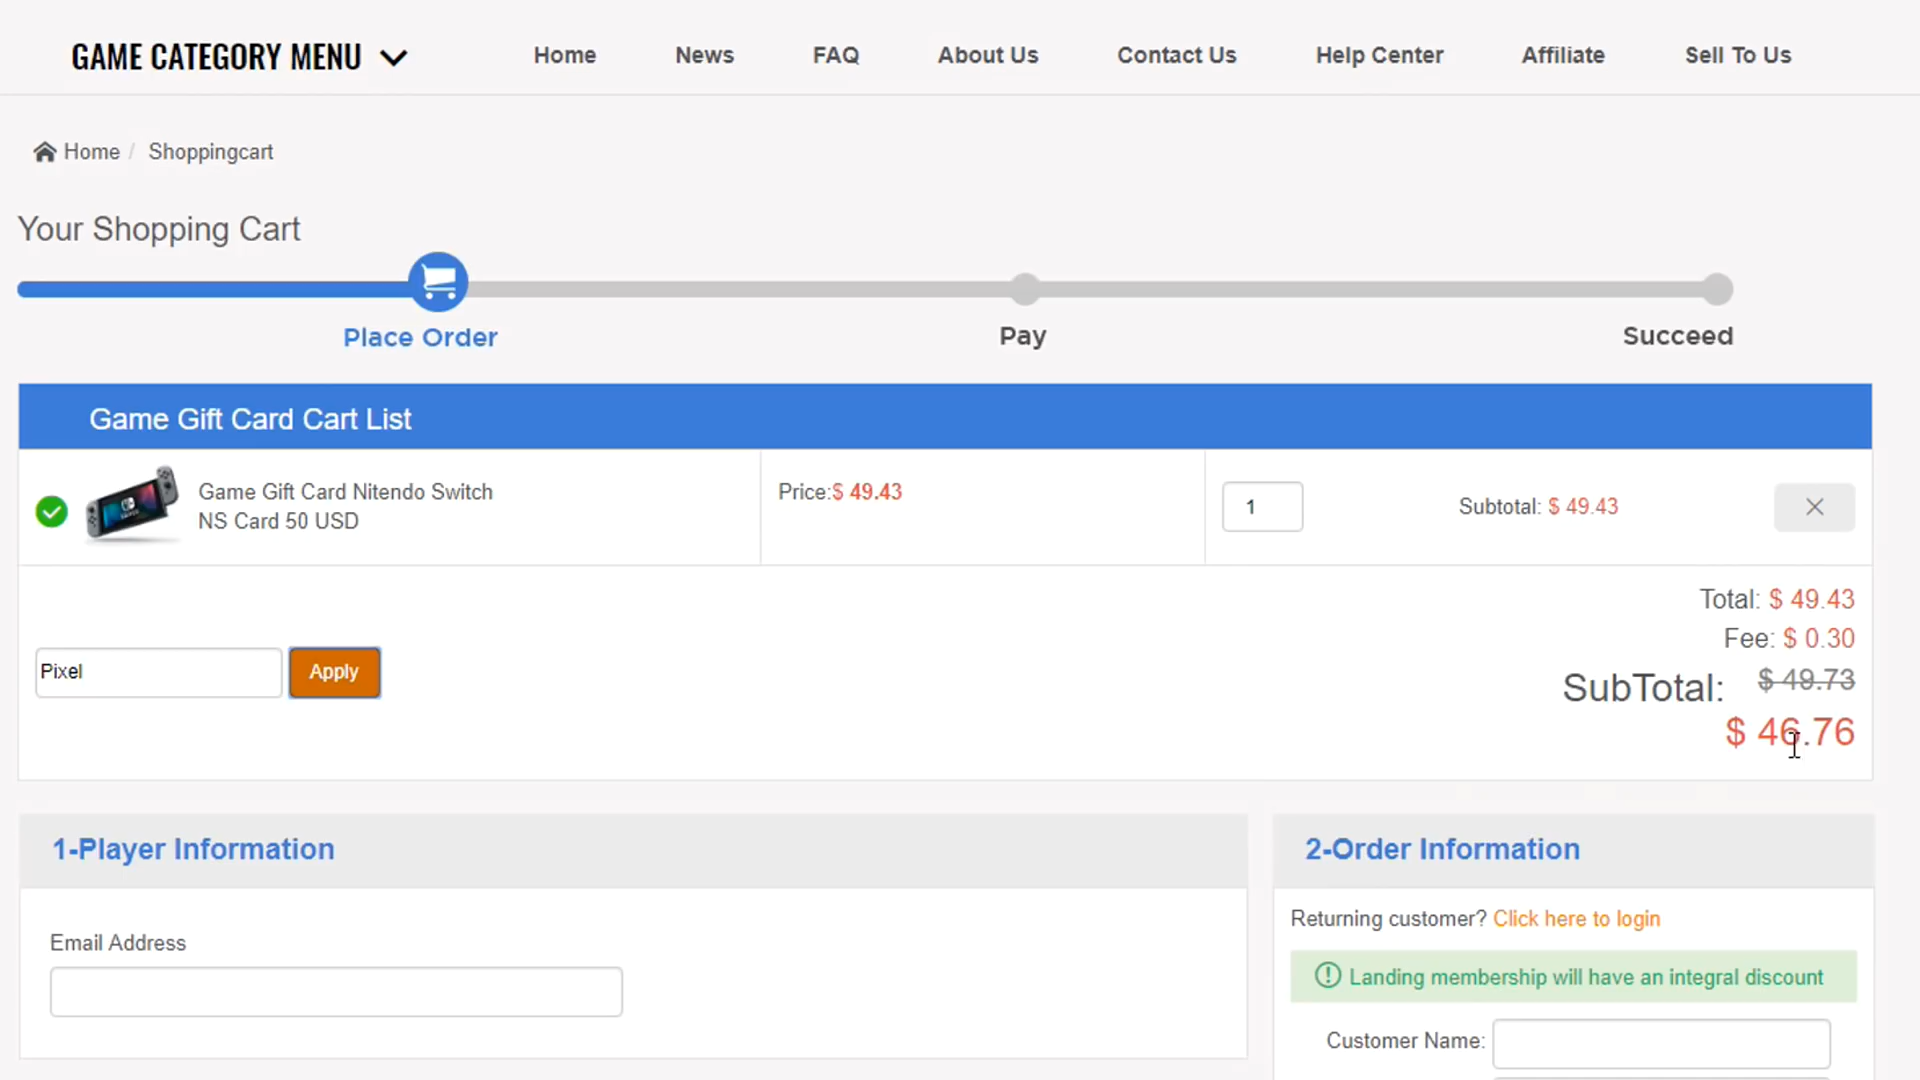 GAME CATEGORY MENU
Home
News
FAQ
About Us
Contact Us
Help Center
Affiliate
Sell To Us
Home / Shoppingcart
Your Shopping Cart
Place Order
Pay
Succeed
Game Gift Card Cart List
Game Gift Card Nitendo Switch
NS Card 50 USD
Price:$ 49.43
1
Subtotal: $ 49.43
Total: $ 49.43
Fee: $ 0.30
Pixel
Apply
SubTotal: $ 49.73
$ 46.76
1-Player Information
Email Address
2-Order Information
Returning customer? Click here to login
Landing membership will have an integral discount
Customer Name: